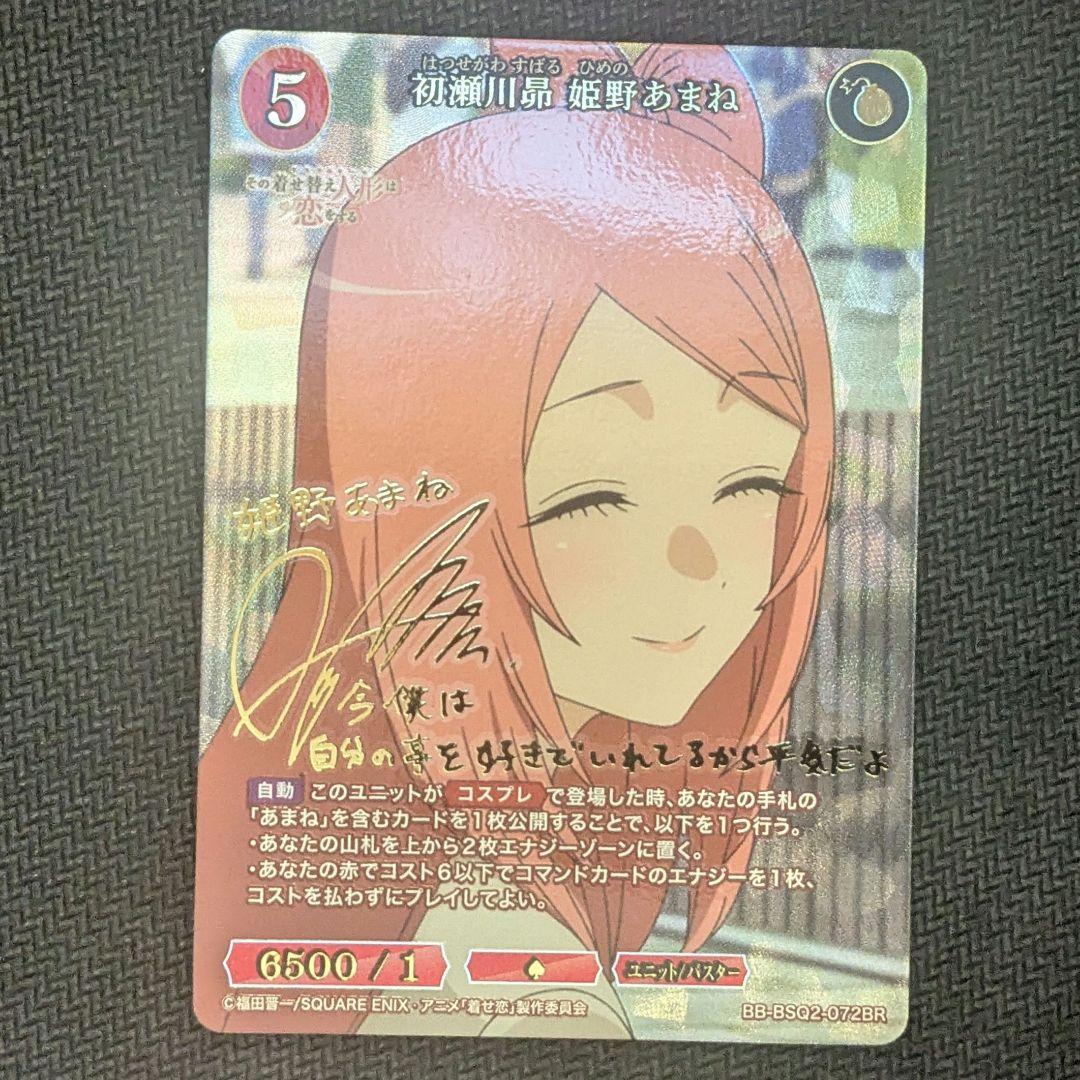 5
はつせがわ すばる ひめの
初瀬川昴 姫野あまね
その着せ替え人形は
恋をする
姫野あまね
今僕は
自分の事を好きでいれてるから平気だよ
自動 このユニットが コスプレ で登場した時、あなたの手札の
「あまね」を含むカードを1枚公開することで、以下を1つ行う。
・あなたの山札を上から2枚エナジーゾーンに置く。
・あなたの赤でコスト6以下でコマンドカードのエナジーを1枚、
コストを払わずにプレイしてよい。
6500 / 1
ユニット/バスター
©福田晋一/SQUARE ENIX・アニメ「着せ恋」製作委員会
BB-BSQ2-072BR